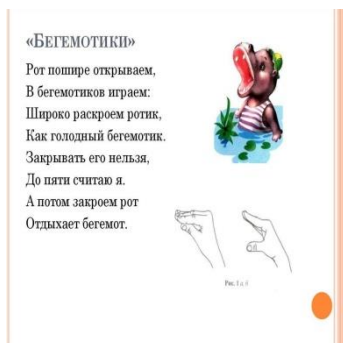 «БЕГЕМОТИКИ»
Рот пошире открываем,
В бегемотиков играем:
Широко раскроем ротик,
Как голодный бегемотик.
Закрывать его нельзя,
До пяти считаю я.
А потом закроем рот
Отдыхает бегемот.